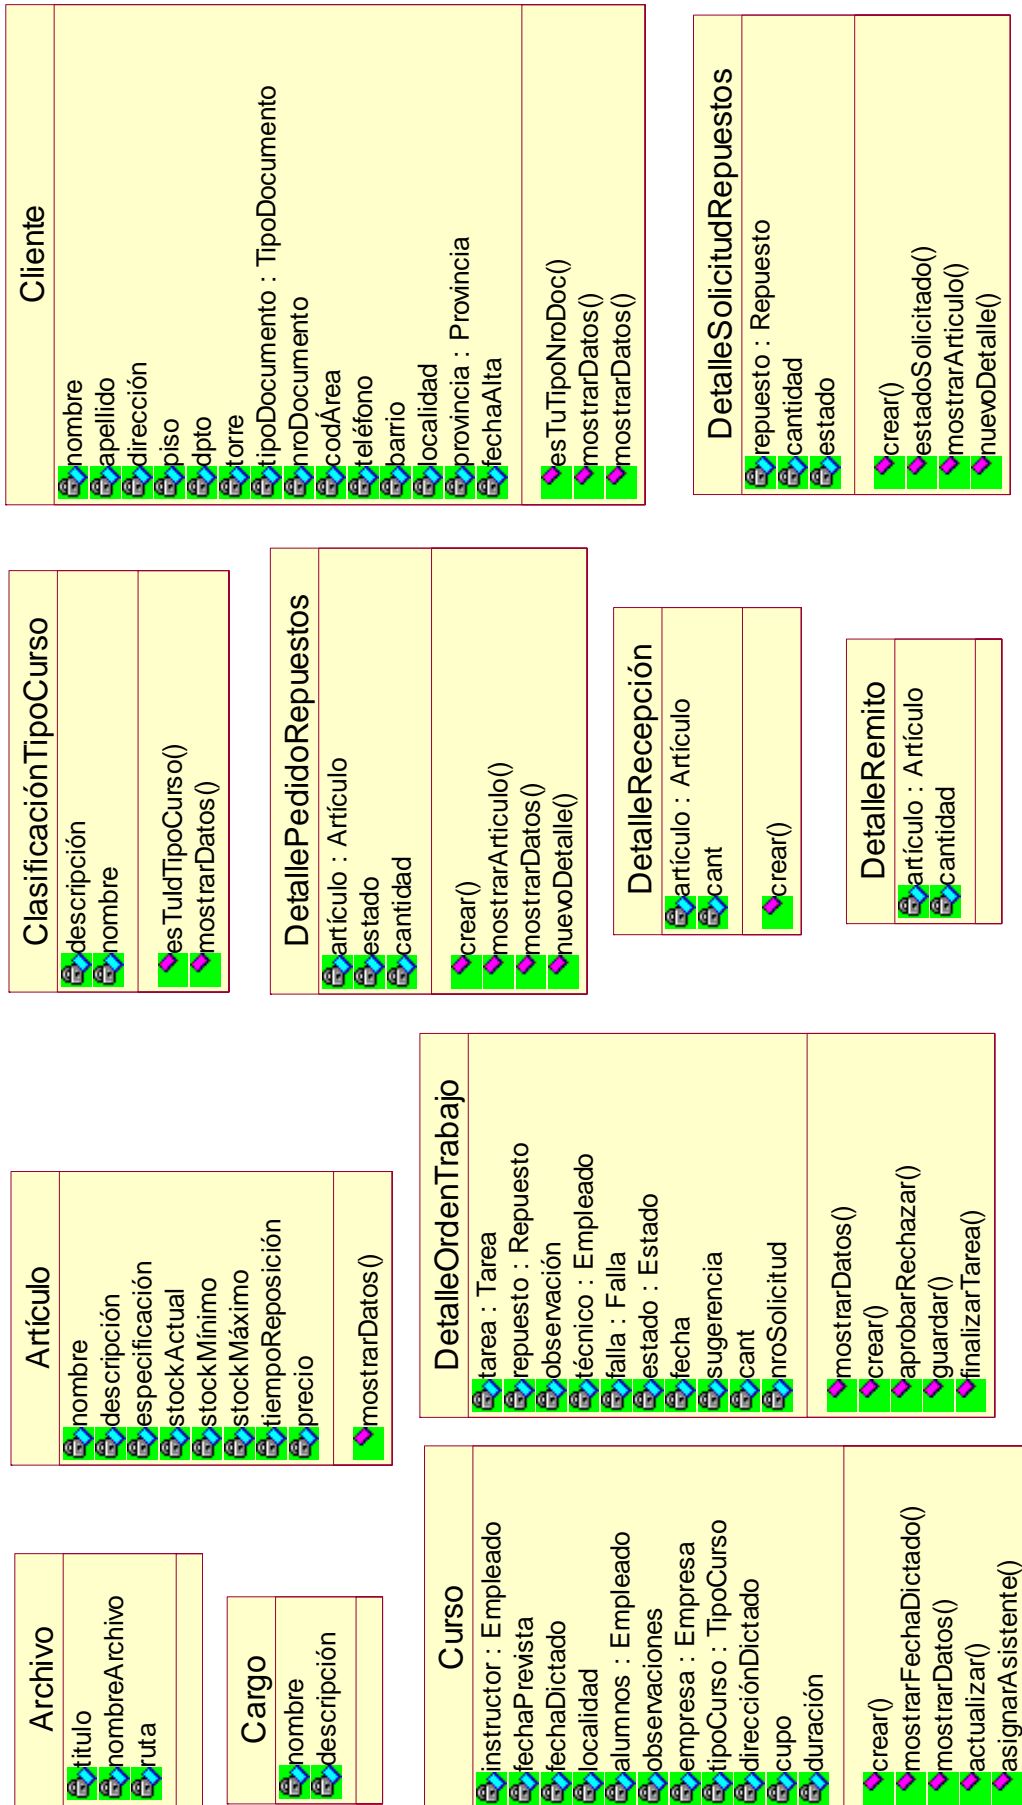 Archivo
titulo
nombreArchivo
ruta
Cargo
nombre
descripción
Curso
instructor : Empleado
fechaPrevista
fechaDictado
localidad
alumnos : Empleado
observaciones
empresa : Empresa
tipoCurso : TipoCurso
direcciónDictado
cupo
duración
crear()
mostrarFechaDictado()
mostrarDatos()
actualizar()
asignarAsistente()
Artículo
nombre
descripción
especificación
stockActual
stockMínimo
stockMáximo
tiempoReposición
precio
mostrarDatos()
DetalleOrdenTrabajo
tarea : Tarea
repuesto : Repuesto
observación
técnico : Empleado
falla : Falla
estado : Estado
fecha
sugerencia
cant
nroSolicitud
mostrarDatos()
crear()
aprobarRechazar()
guardar()
finalizarTarea()
ClasificaciónTipoCurso
descripción
nombre
esTuIdTipoCurso()
mostrarDatos()
DetallePedidoRepuestos
artículo : Artículo
estado
cantidad
crear()
mostrarArticulo()
mostrarDatos()
nuevoDetalle()
DetalleRecepción
artículo : Artículo
cant
crear()
DetalleRemito
artículo : Artículo
cantidad
Cliente
nombre
apellido
dirección
piso
dpto
torre
tipoDocumento : TipoDocumento
nroDocumento
codÁrea
teléfono
barrio
localidad
provincia : Provincia
fechaAlta
esTuTipoNroDoc()
mostrarDatos()
mostrarDatos()
DetalleSolicitudRepuestos
repuesto : Repuesto
cantidad
estado
crear()
estadoSolicitado()
mostrarArticulo()
nuevoDetalle()